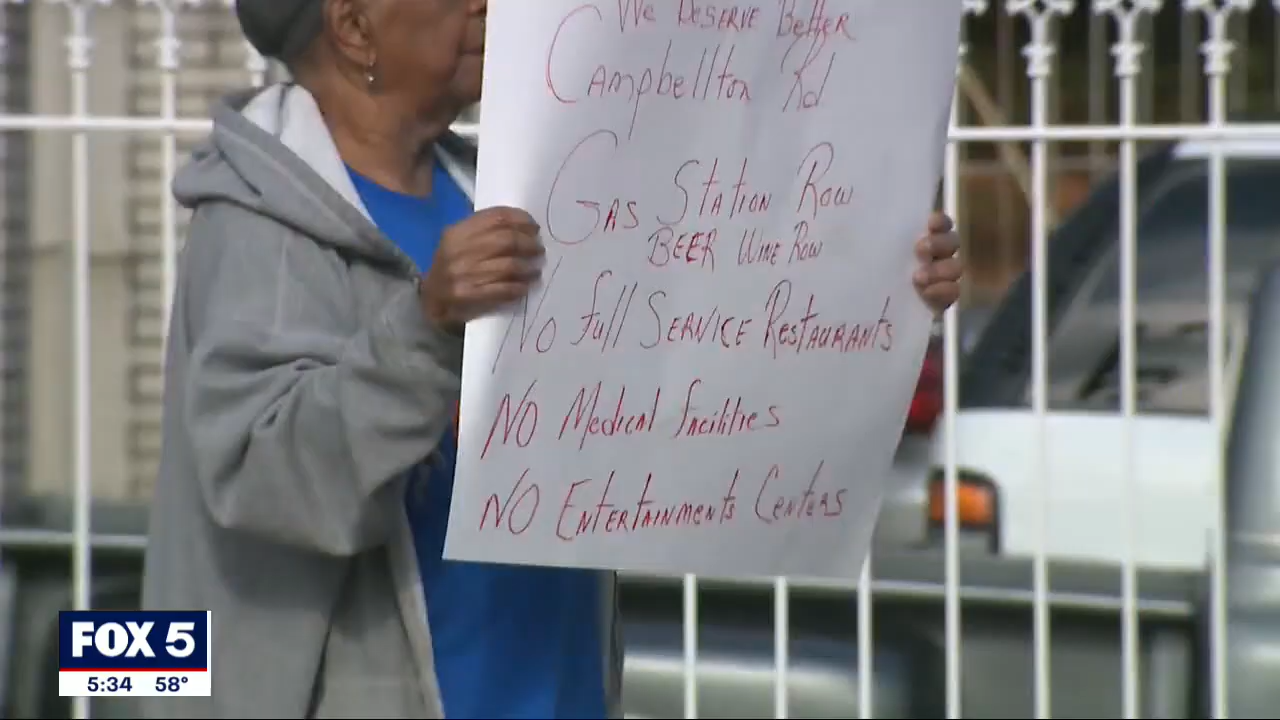 We Deserve Better
Campbellton Rd
Gas Station Row
BEER Wine Row
No Full SERVICE Restaurants
NO Medical Facilities
NO Entertainments Centers
FOX 5
5:34 58°